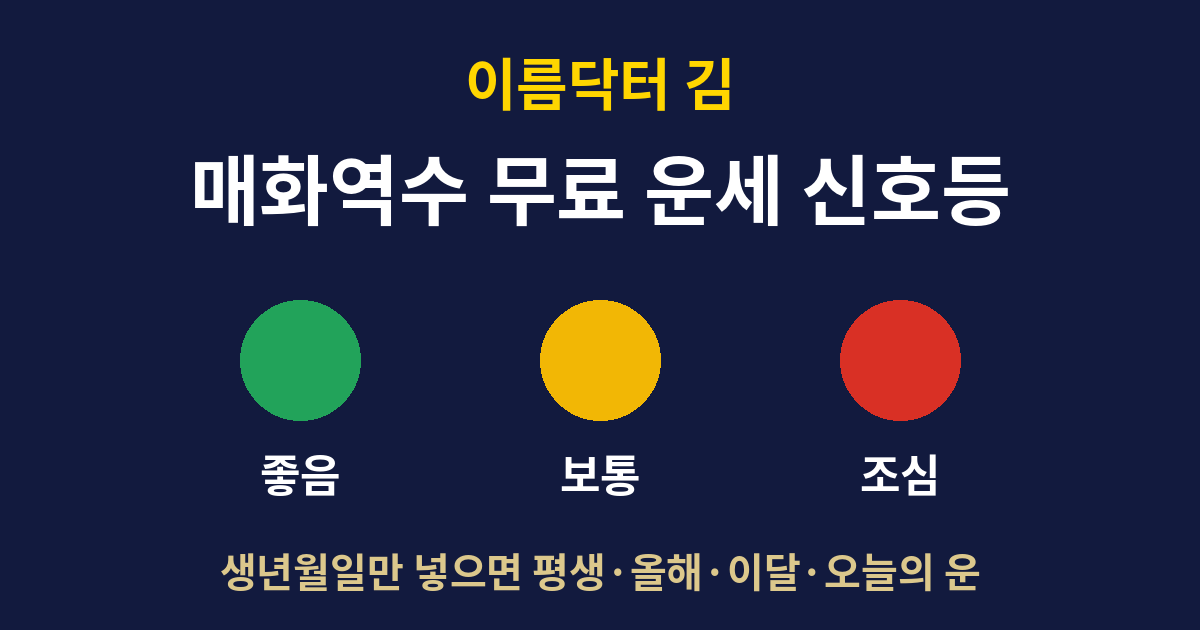 이름닥터 김
매화역수 무료 운세 신호등
좋음
보통
조심
생년월일만 넣으면 평생·올해·이달·오늘의 운